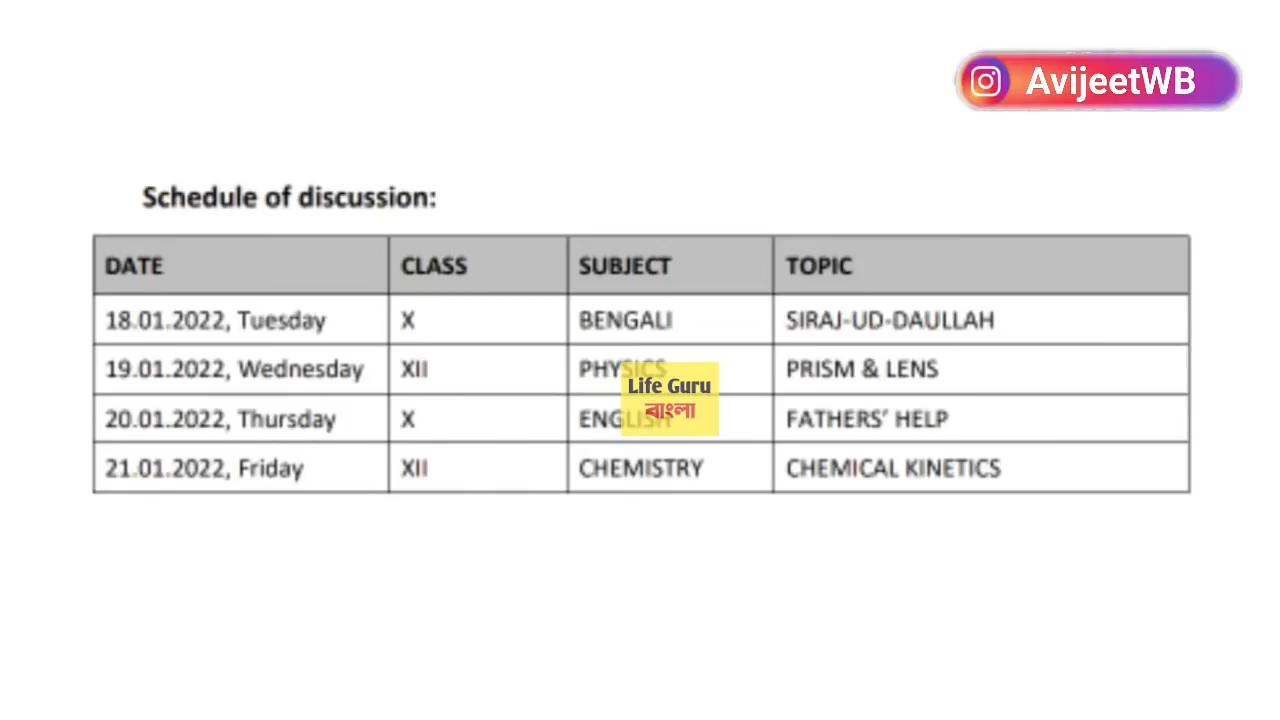 AvijeetWB
Schedule of discussion:
DATE CLASS SUBJECT TOPIC
18.01.2022, Tuesday X BENGALI SIRAJ-UD-DAULLAH
19.01.2022, Wednesday XII PHYSICS PRISM & LENS
Life Guru
বাংলা
20.01.2022, Thursday X ENGLISH FATHERS’ HELP
21.01.2022, Friday XII CHEMISTRY CHEMICAL KINETICS